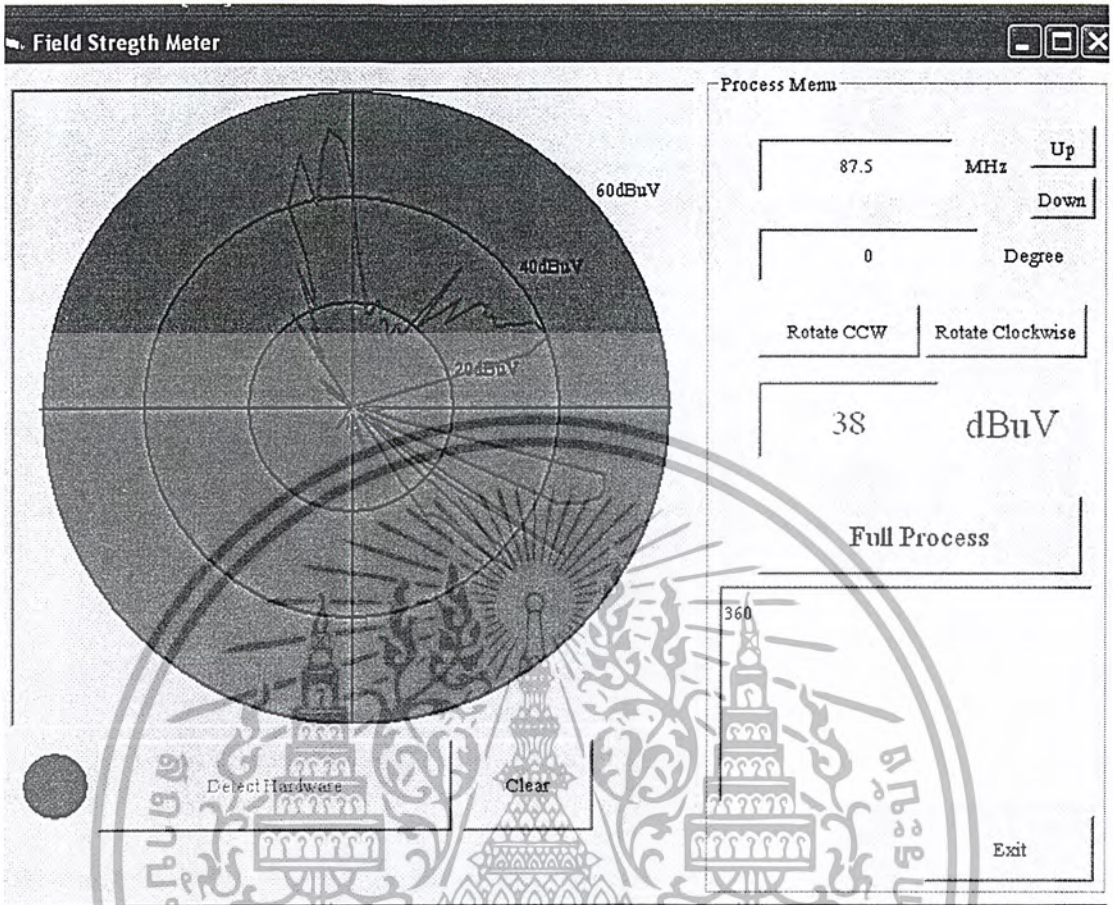 Field Stregth Meter
Process Menu
87.5 MHz
Up
Down
0 Degree
Rotate CCW
Rotate Clockwise
38 dBuV
Full Process
360
60dBuV
40dBuV
20dBuV
Detect Hardware
Clear
Exit